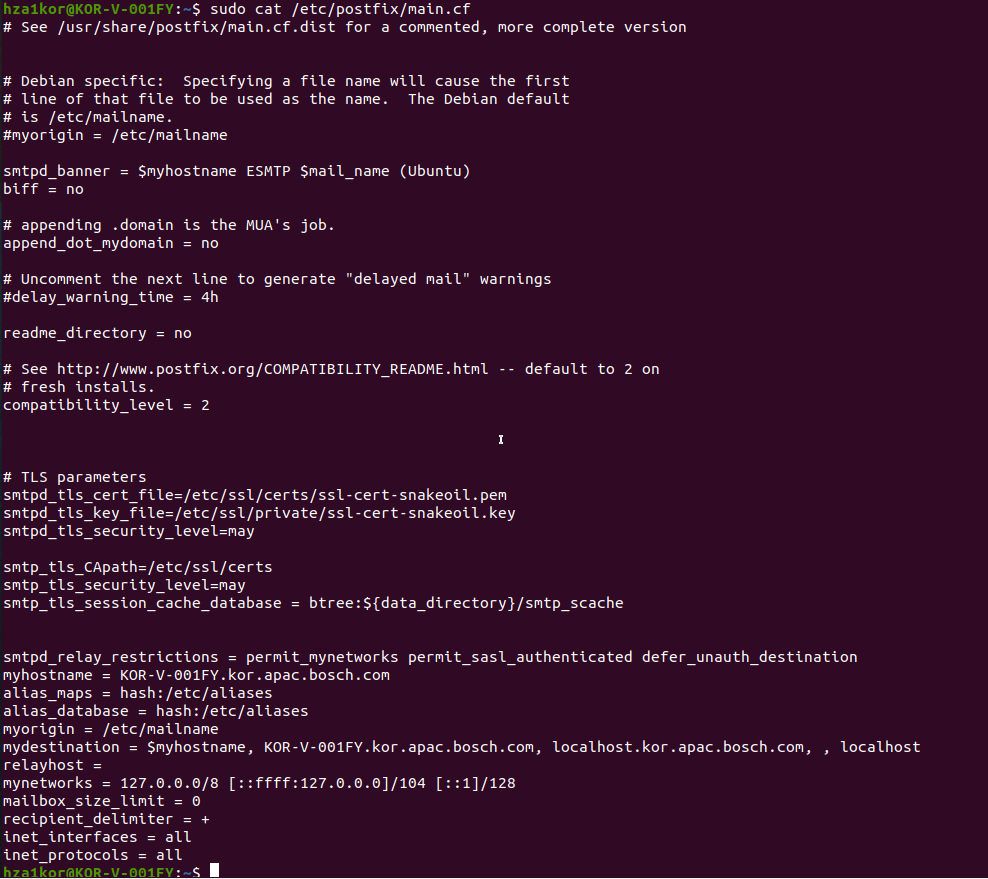 hza1kor@KOR-V-001FY:~$ sudo cat /etc/postfix/main.cf
# See /usr/share/postfix/main.cf.dist for a commented, more complete version
# Debian specific:  Specifying a file name will cause the first
# line of that file to be used as the name.  The Debian default
# is /etc/mailname.
#myorigin = /etc/mailname
smtpd_banner = $myhostname ESMTP $mail_name (Ubuntu)
biff = no
# appending .domain is the MUA's job.
append_dot_mydomain = no
# Uncomment the next line to generate "delayed mail" warnings
#delay_warning_time = 4h
readme_directory = no
# See http://www.postfix.org/COMPATIBILITY_README.html -- default to 2 on
# fresh installs.
compatibility_level = 2
# TLS parameters
smtpd_tls_cert_file=/etc/ssl/certs/ssl-cert-snakeoil.pem
smtpd_tls_key_file=/etc/ssl/private/ssl-cert-snakeoil.key
smtpd_tls_security_level=may
smtp_tls_CApath=/etc/ssl/certs
smtp_tls_security_level=may
smtp_tls_session_cache_database = btree:${data_directory}/smtp_scache
smtpd_relay_restrictions = permit_mynetworks permit_sasl_authenticated defer_unauth_destination
myhostname = KOR-V-001FY.kor.apac.bosch.com
alias_maps = hash:/etc/aliases
alias_database = hash:/etc/aliases
myorigin = /etc/mailname
mydestination = $myhostname, KOR-V-001FY.kor.apac.bosch.com, localhost.kor.apac.bosch.com, , localhost
relayhost =
mynetworks = 127.0.0.0/8 [::ffff:127.0.0.0]/104 [::1]/128
mailbox_size_limit = 0
recipient_delimiter = +
inet_interfaces = all
inet_protocols = all
hza1kor@KOR-V-001FY:~$